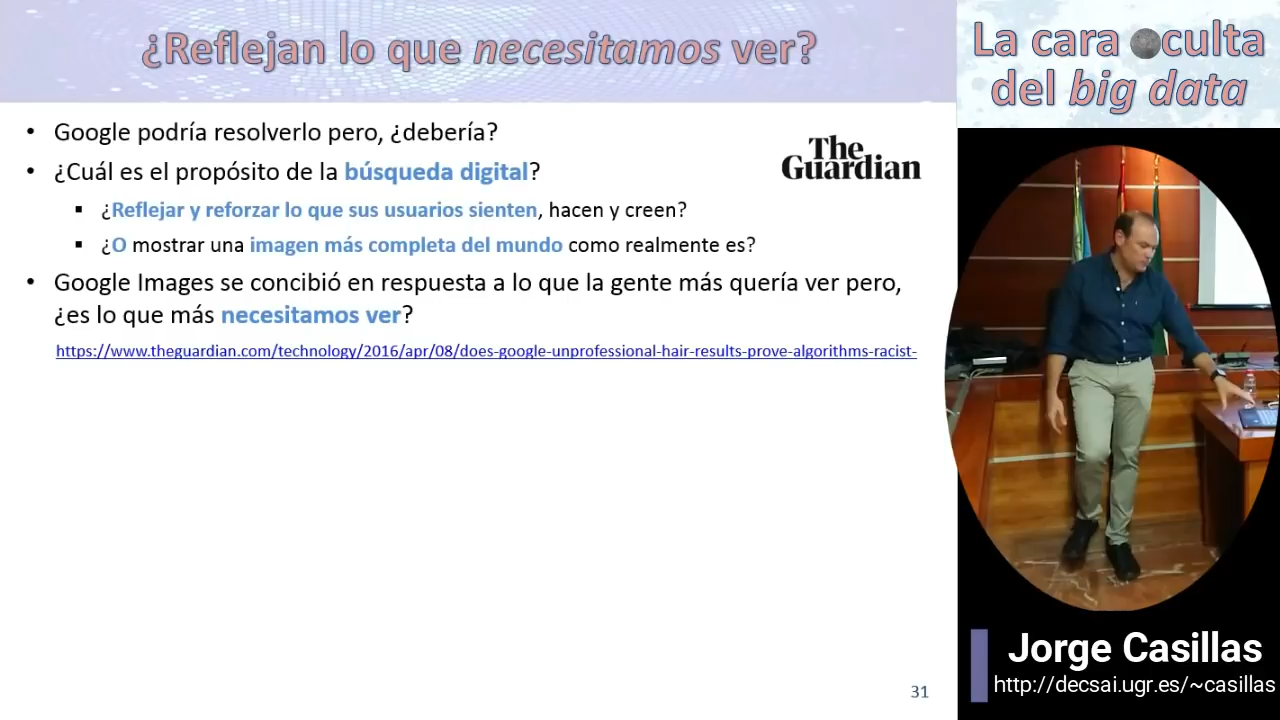 ¿Reflejan lo que necesitamos ver?
• Google podría resolverlo pero, ¿debería?
• ¿Cuál es el propósito de la búsqueda digital?
▪ ¿Reflejar y reforzar lo que sus usuarios sienten, hacen y creen?
▪ ¿O mostrar una imagen más completa del mundo como realmente es?
• Google Images se concibió en respuesta a lo que la gente más quería ver pero,
¿es lo que más necesitamos ver?
https://www.theguardian.com/technology/2016/apr/08/does-google-unprofessional-hair-results-prove-algorithms-racist-
The
Guardian
31
La cara oculta
del big data
Jorge Casillas
http://decsai.ugr.es/~casillas